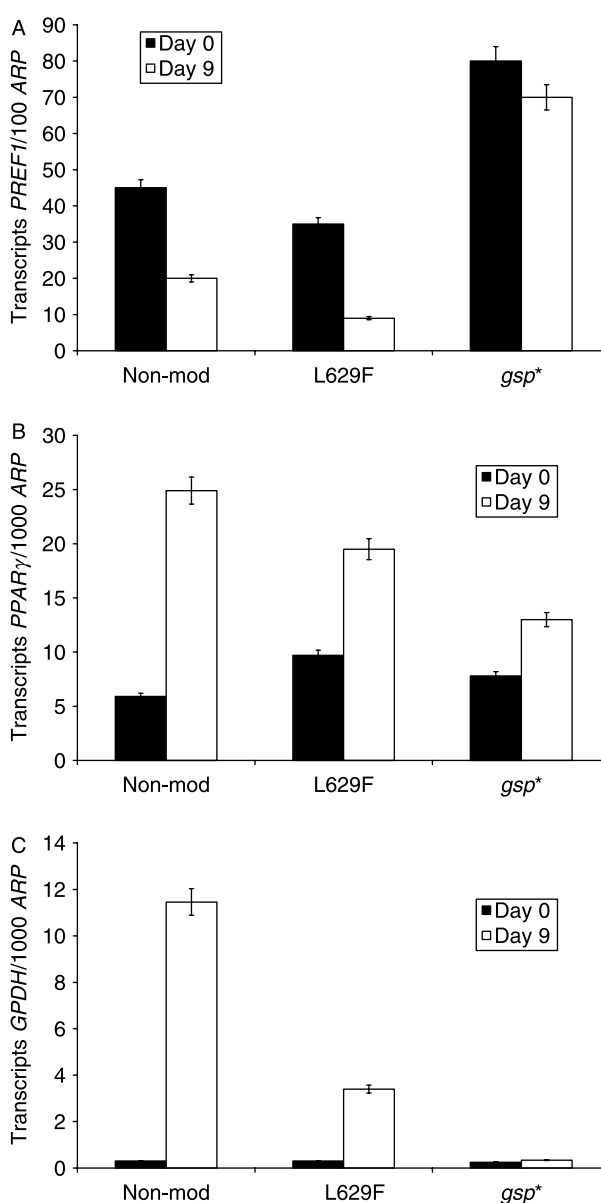 A
Transcripts PREF1/100 ARP
90
80
70
60
50
40
30
20
10
0
Day 0
Day 9
Non-mod L629F gsp*
B
Transcripts PPARγ/1000 ARP
30
25
20
15
10
5
0
Day 0
Day 9
Non-mod L629F gsp*
C
Transcripts GPDH/1000 ARP
14
12
10
8
6
4
2
0
Day 0
Day 9
Non-mod L629F gsp*